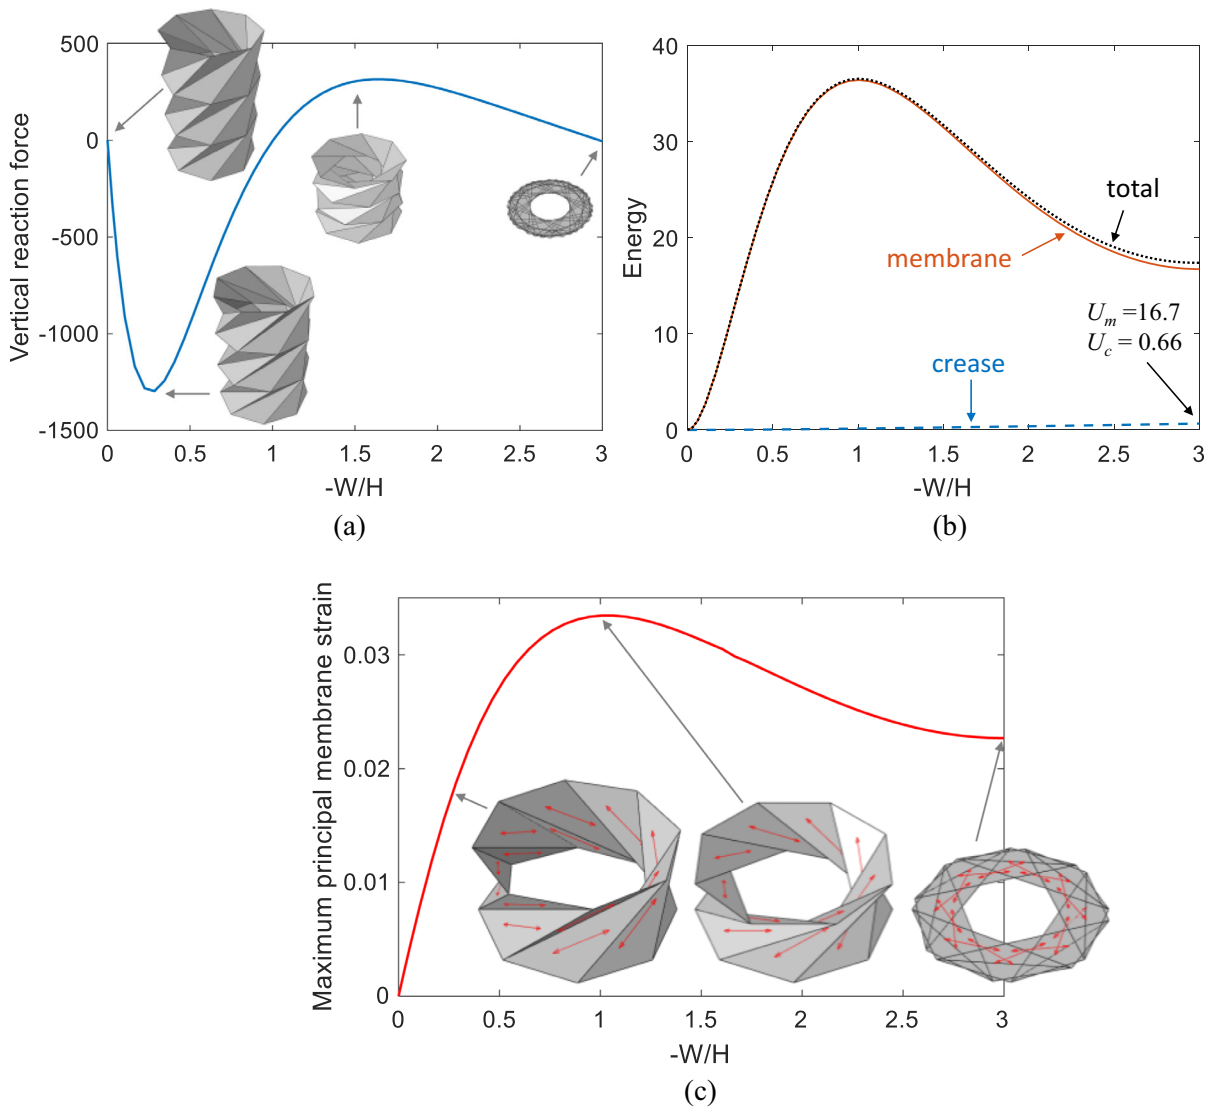 500
0
-500
-1000
-1500
Vertical reaction force
0
0.5
1
1.5
2
2.5
3
-W/H
(a)
40
30
20
10
0
Energy
total
membrane
U_m =16.7
U_c = 0.66
crease
0
0.5
1
1.5
2
2.5
3
-W/H
(b)
0.03
0.02
0.01
0
Maximum principal membrane strain
0
0.5
1
1.5
2
2.5
3
-W/H
(c)